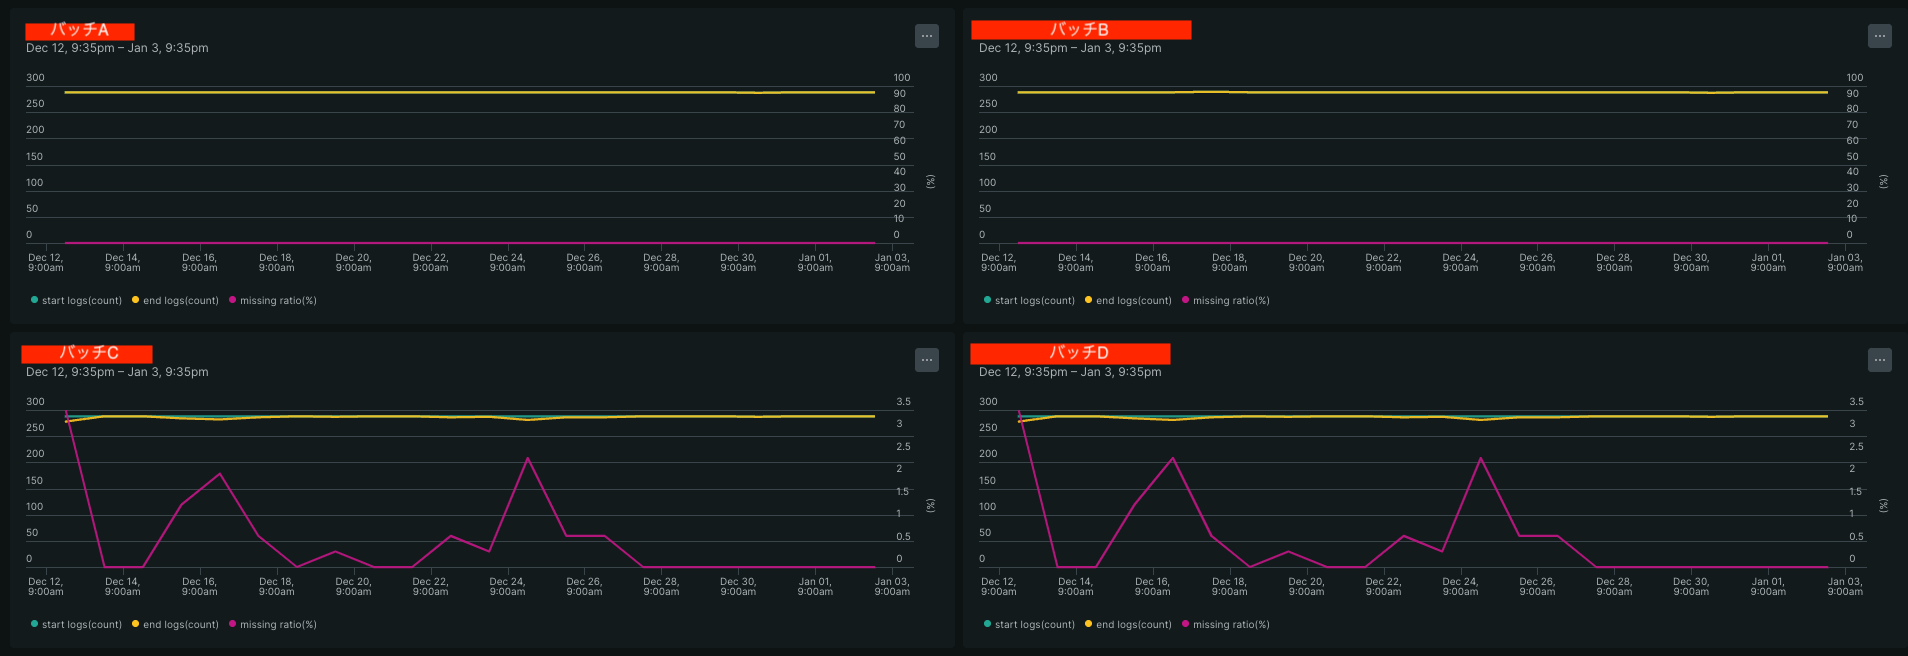 バッチA
Dec 12, 9:35pm – Jan 3, 9:35pm
...
300
250
200
150
100
50
0
100
90
80
70
60
50
40
30
20
10
0
(%)
Dec 12, 9:00am
Dec 14, 9:00am
Dec 16, 9:00am
Dec 18, 9:00am
Dec 20, 9:00am
Dec 22, 9:00am
Dec 24, 9:00am
Dec 26, 9:00am
Dec 28, 9:00am
Dec 30, 9:00am
Jan 01, 9:00am
Jan 03, 9:00am
start logs(count) end logs(count) missing ratio(%)
バッチB
Dec 12, 9:35pm – Jan 3, 9:35pm
...
300
250
200
150
100
50
0
100
90
80
70
60
50
40
30
20
10
0
(%)
Dec 12, 9:00am
Dec 14, 9:00am
Dec 16, 9:00am
Dec 18, 9:00am
Dec 20, 9:00am
Dec 22, 9:00am
Dec 24, 9:00am
Dec 26, 9:00am
Dec 28, 9:00am
Dec 30, 9:00am
Jan 01, 9:00am
Jan 03, 9:00am
start logs(count) end logs(count) missing ratio(%)
バッチC
Dec 12, 9:35pm – Jan 3, 9:35pm
...
300
250
200
150
100
50
0
3.5
3
2.5
2
1.5
1
0.5
0
(%)
Dec 12, 9:00am
Dec 14, 9:00am
Dec 16, 9:00am
Dec 18, 9:00am
Dec 20, 9:00am
Dec 22, 9:00am
Dec 24, 9:00am
Dec 26, 9:00am
Dec 28, 9:00am
Dec 30, 9:00am
Jan 01, 9:00am
Jan 03, 9:00am
start logs(count) end logs(count) missing ratio(%)
バッチD
Dec 12, 9:35pm – Jan 3, 9:35pm
...
300
250
200
150
100
50
0
3.5
3
2.5
2
1.5
1
0.5
0
(%)
Dec 12, 9:00am
Dec 14, 9:00am
Dec 16, 9:00am
Dec 18, 9:00am
Dec 20, 9:00am
Dec 22, 9:00am
Dec 24, 9:00am
Dec 26, 9:00am
Dec 28, 9:00am
Dec 30, 9:00am
Jan 01, 9:00am
Jan 03, 9:00am
start logs(count) end logs(count) missing ratio(%)